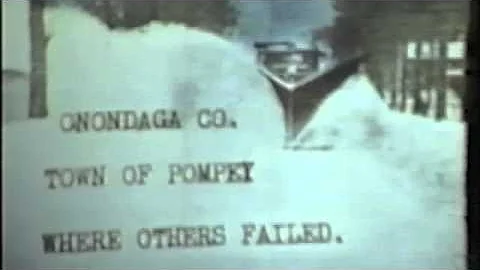 ONONDAGA CO.
TOWN OF POMPEY
WHERE OTHERS FAILED.